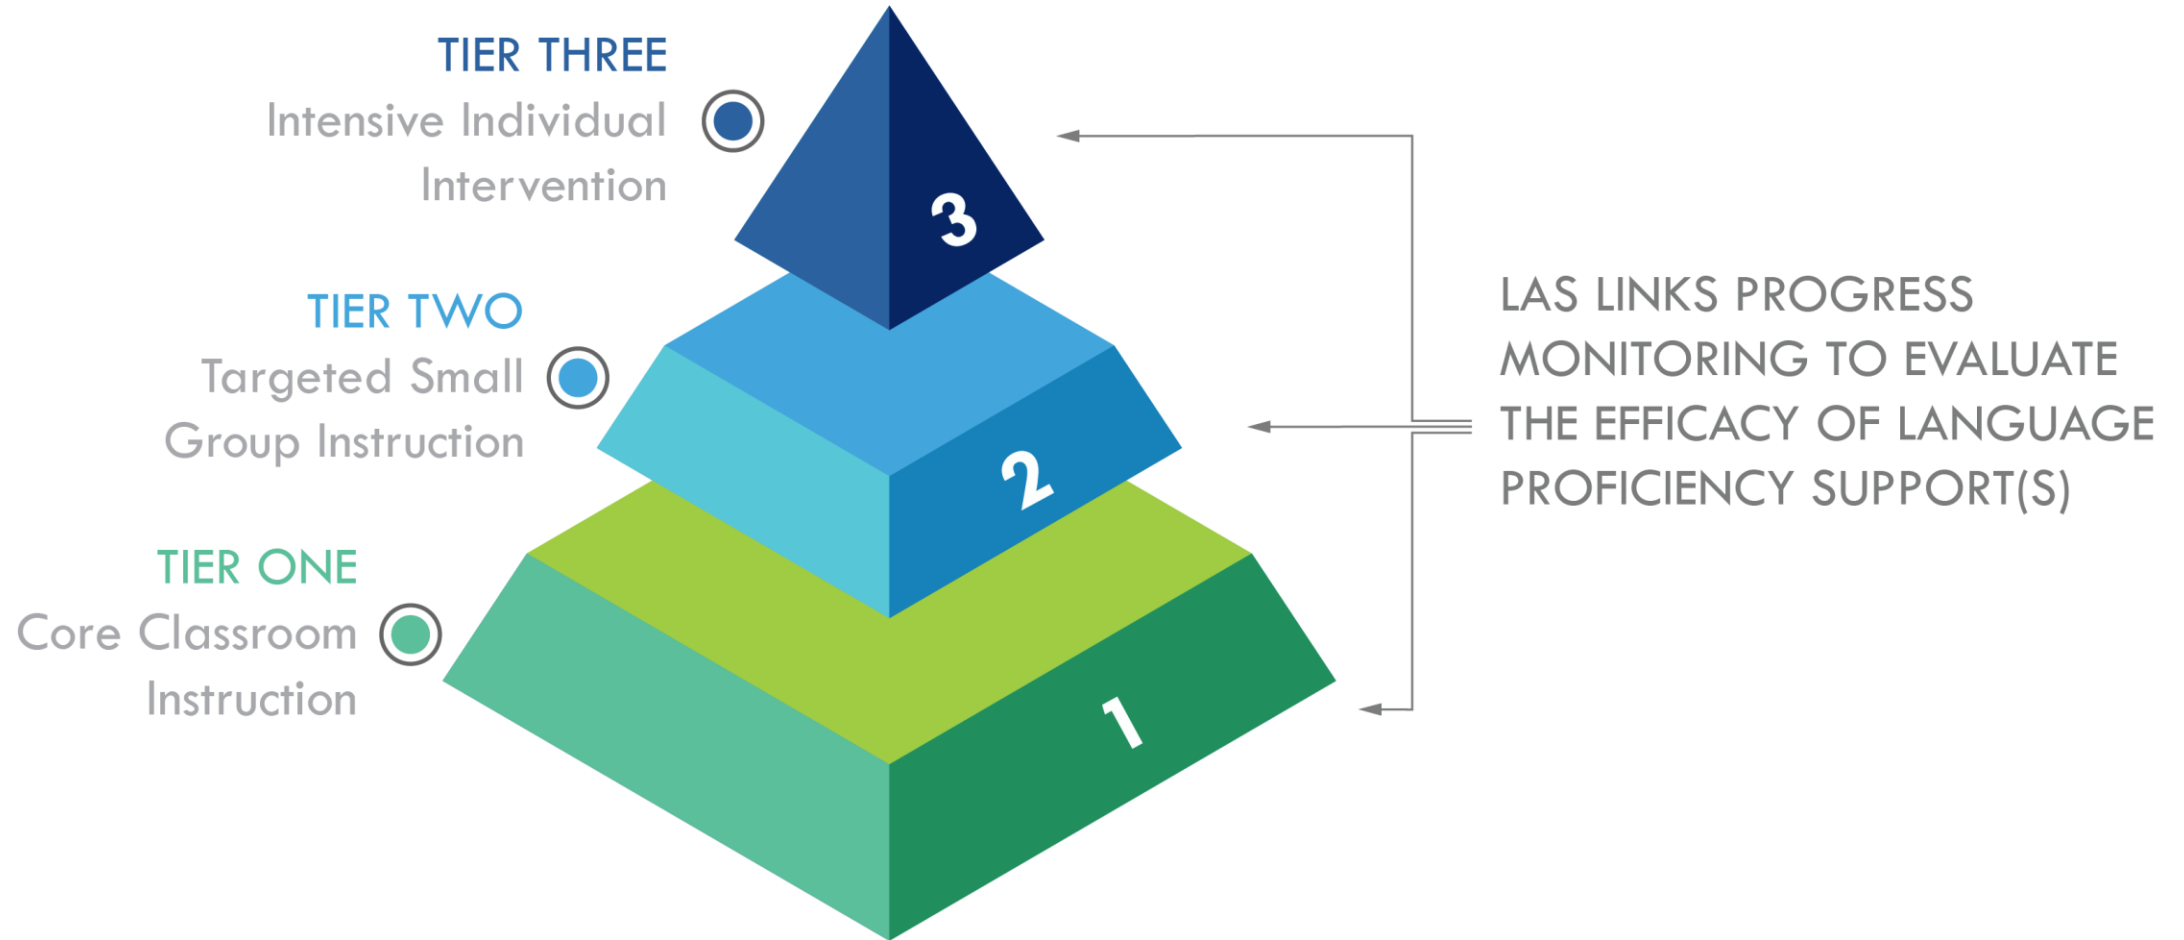 TIER THREE
Intensive Individual
Intervention
3
TIER TWO
Targeted Small
Group Instruction
2
TIER ONE
Core Classroom
Instruction
1
LAS LINKS PROGRESS
MONITORING TO EVALUATE
THE EFFICACY OF LANGUAGE
PROFICIENCY SUPPORT(S)